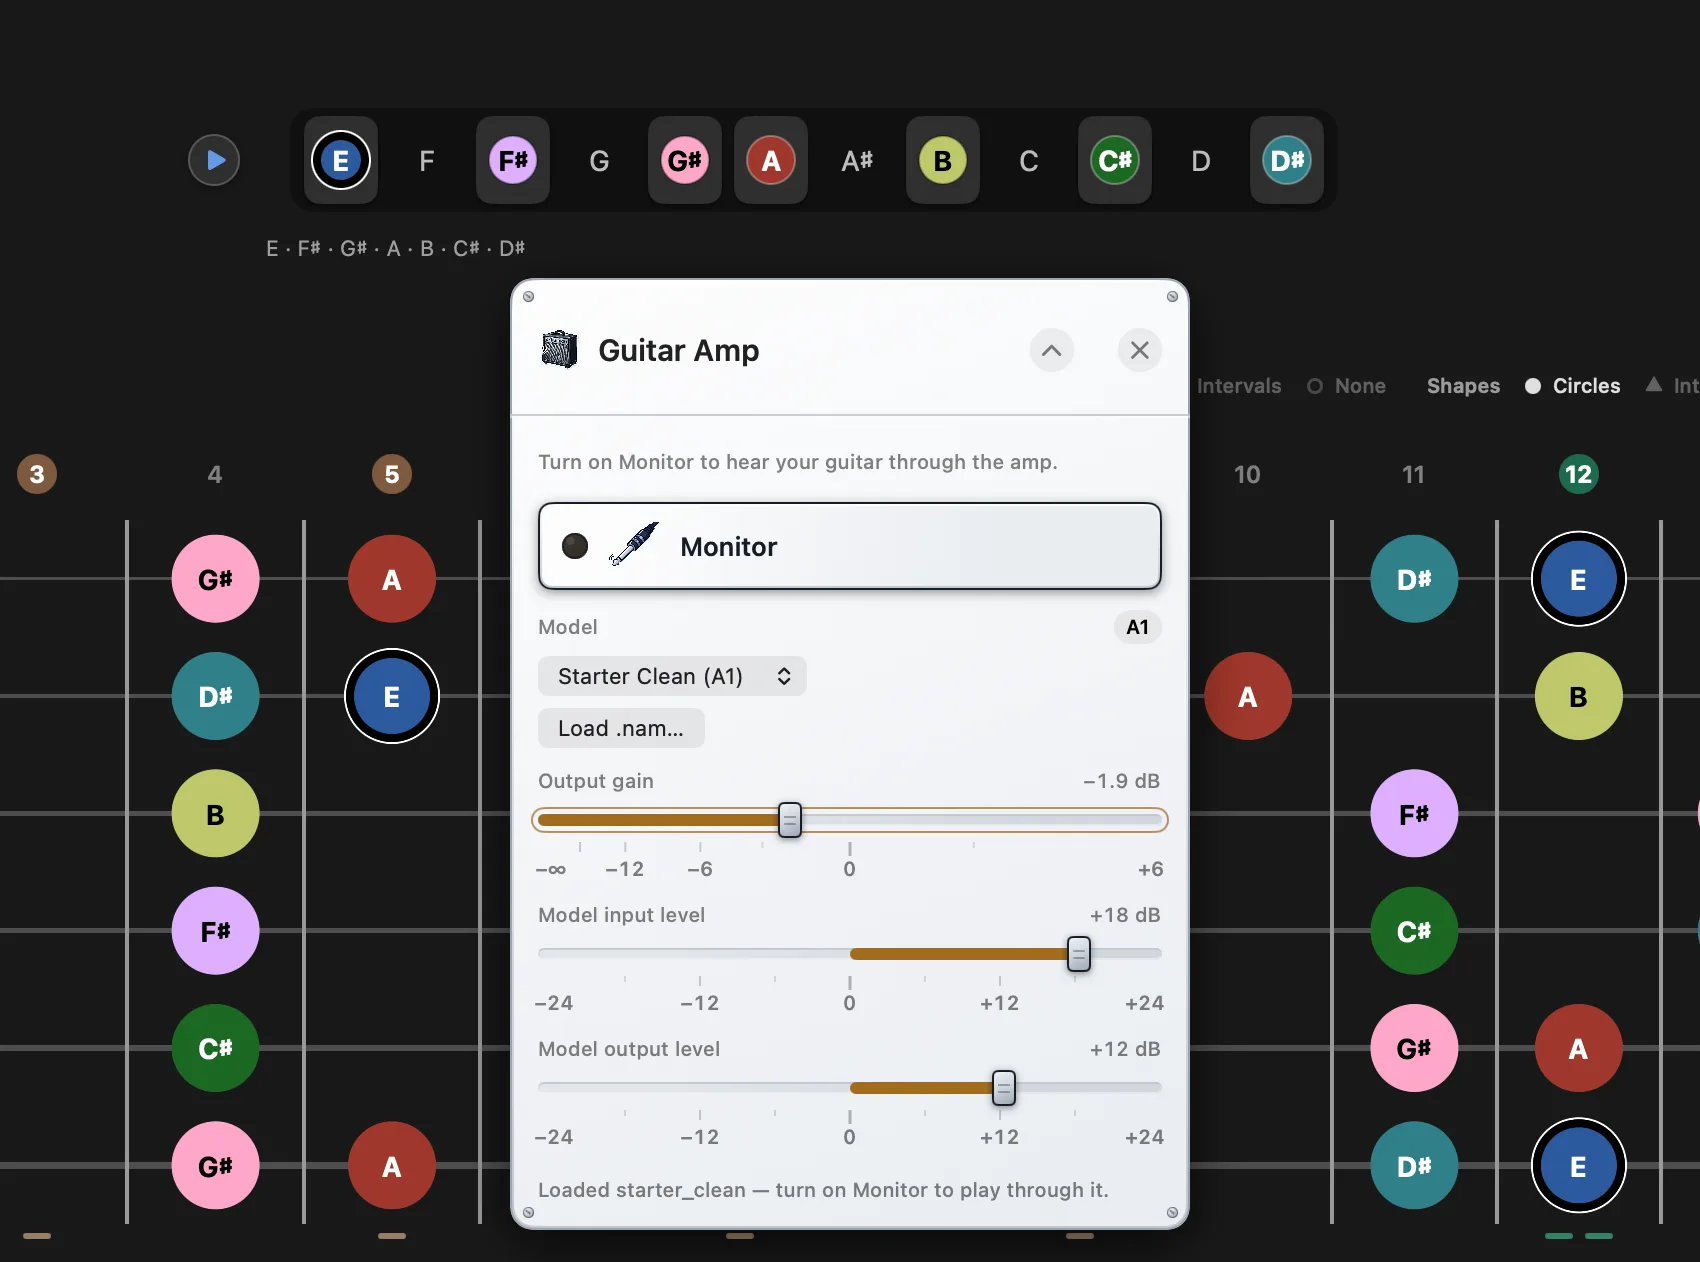 E F F# G G# A A# B C C# D D#
E · F# · G# · A · B · C# · D#
Guitar Amp
Intervals None Shapes Circles Int
3 4 5 10 11 12
Turn on Monitor to hear your guitar through the amp.
Monitor
Model A1
Starter Clean (A1)
Load .nam...
Output gain −1.9 dB
−∞ −12 −6 0 +6
Model input level +18 dB
−24 −12 0 +12 +24
Model output level +12 dB
−24 −12 0 +12 +24
Loaded starter_clean — turn on Monitor to play through it.
G# A D# E
D# E A B
B F#
F# C#
C# G# A
G# A D# E